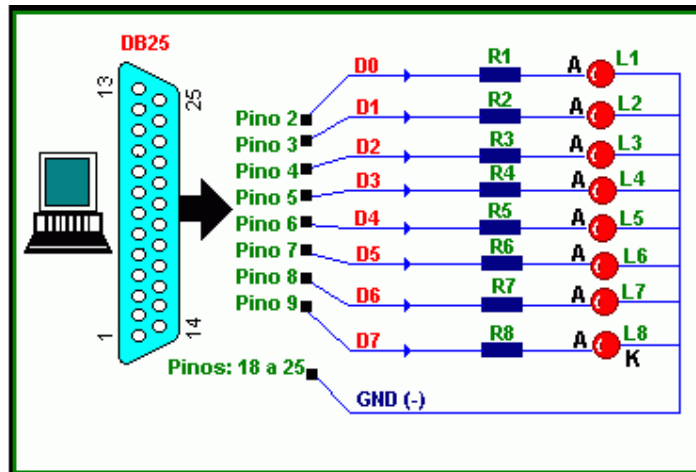 DB25
13
25
1
14
Pino 2 D0 R1 A L1
Pino 3 D1 R2 A L2
Pino 4 D2 R3 A L3
Pino 5 D3 R4 A L4
Pino 6 D4 R5 A L5
Pino 7 D5 R6 A L6
Pino 8 D6 R7 A L7
Pino 9 D7 R8 A L8
K
Pinos: 18 a 25
GND (-)